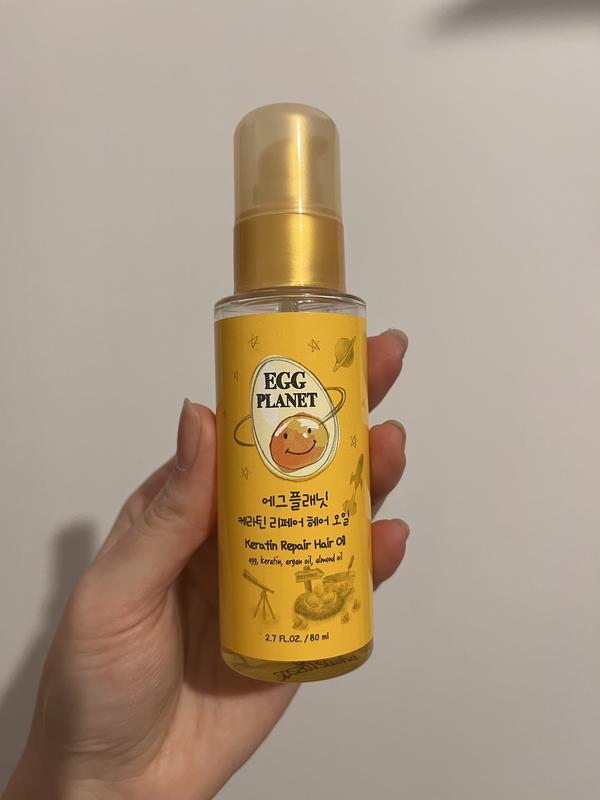 EGG
PLANET
에그플래닛
케라틴 리페어 헤어 오일
Keratin Repair Hair Oil
egg, keratin, argan oil, almond oil
2.7 FL.OZ. / 80 ml